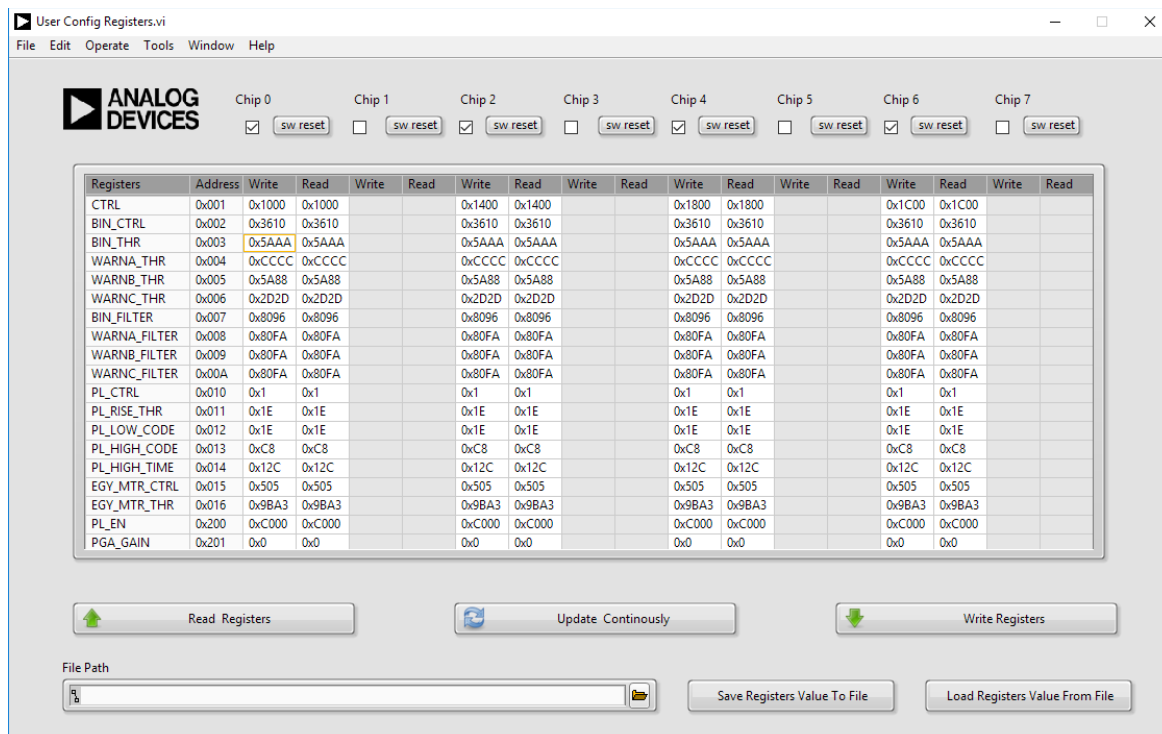 User Config Registers.vi
File Edit Operate Tools Window Help
ANALOG
DEVICES
Chip 0 Chip 1 Chip 2 Chip 3 Chip 4 Chip 5 Chip 6 Chip 7
sw reset sw reset sw reset sw reset sw reset sw reset sw reset sw reset
Registers Address Write Read Write Read Write Read Write Read Write Read Write Read Write Read Write Read
CTRL 0x001 0x1000 0x1000 0x1400 0x1400 0x1800 0x1800 0x1C00 0x1C00
BIN_CTRL 0x002 0x3610 0x3610 0x3610 0x3610 0x3610 0x3610 0x3610 0x3610
BIN_THR 0x003 0x5AAA 0x5AAA 0x5AAA 0x5AAA 0x5AAA 0x5AAA 0x5AAA 0x5AAA
WARNA_THR 0x004 0xCCCC 0xCCCC 0xCCCC 0xCCCC 0xCCCC 0xCCCC 0xCCCC 0xCCCC
WARNB_THR 0x005 0x5A88 0x5A88 0x5A88 0x5A88 0x5A88 0x5A88 0x5A88 0x5A88
WARNC_THR 0x006 0x2D2D 0x2D2D 0x2D2D 0x2D2D 0x2D2D 0x2D2D 0x2D2D 0x2D2D
BIN_FILTER 0x007 0x8096 0x8096 0x8096 0x8096 0x8096 0x8096 0x8096 0x8096
WARNA_FILTER 0x008 0x80FA 0x80FA 0x80FA 0x80FA 0x80FA 0x80FA 0x80FA 0x80FA
WARNB_FILTER 0x009 0x80FA 0x80FA 0x80FA 0x80FA 0x80FA 0x80FA 0x80FA 0x80FA
WARNC_FILTER 0x00A 0x80FA 0x80FA 0x80FA 0x80FA 0x80FA 0x80FA 0x80FA 0x80FA
PL_CTRL 0x010 0x1 0x1 0x1 0x1 0x1 0x1 0x1 0x1
PL_RISE_THR 0x011 0x1E 0x1E 0x1E 0x1E 0x1E 0x1E 0x1E 0x1E
PL_LOW_CODE 0x012 0x1E 0x1E 0x1E 0x1E 0x1E 0x1E 0x1E 0x1E
PL_HIGH_CODE 0x013 0xC8 0xC8 0xC8 0xC8 0xC8 0xC8 0xC8 0xC8
PL_HIGH_TIME 0x014 0x12C 0x12C 0x12C 0x12C 0x12C 0x12C 0x12C 0x12C
EGY_MTR_CTRL 0x015 0x505 0x505 0x505 0x505 0x505 0x505 0x505 0x505
EGY_MTR_THR 0x016 0x9BA3 0x9BA3 0x9BA3 0x9BA3 0x9BA3 0x9BA3 0x9BA3 0x9BA3
PL_EN 0x200 0xC000 0xC000 0xC000 0xC000 0xC000 0xC000 0xC000 0xC000
PGA_GAIN 0x201 0x0 0x0 0x0 0x0 0x0 0x0 0x0 0x0
Read Registers Update Continously Write Registers
File Path
Save Registers Value To File Load Registers Value From File